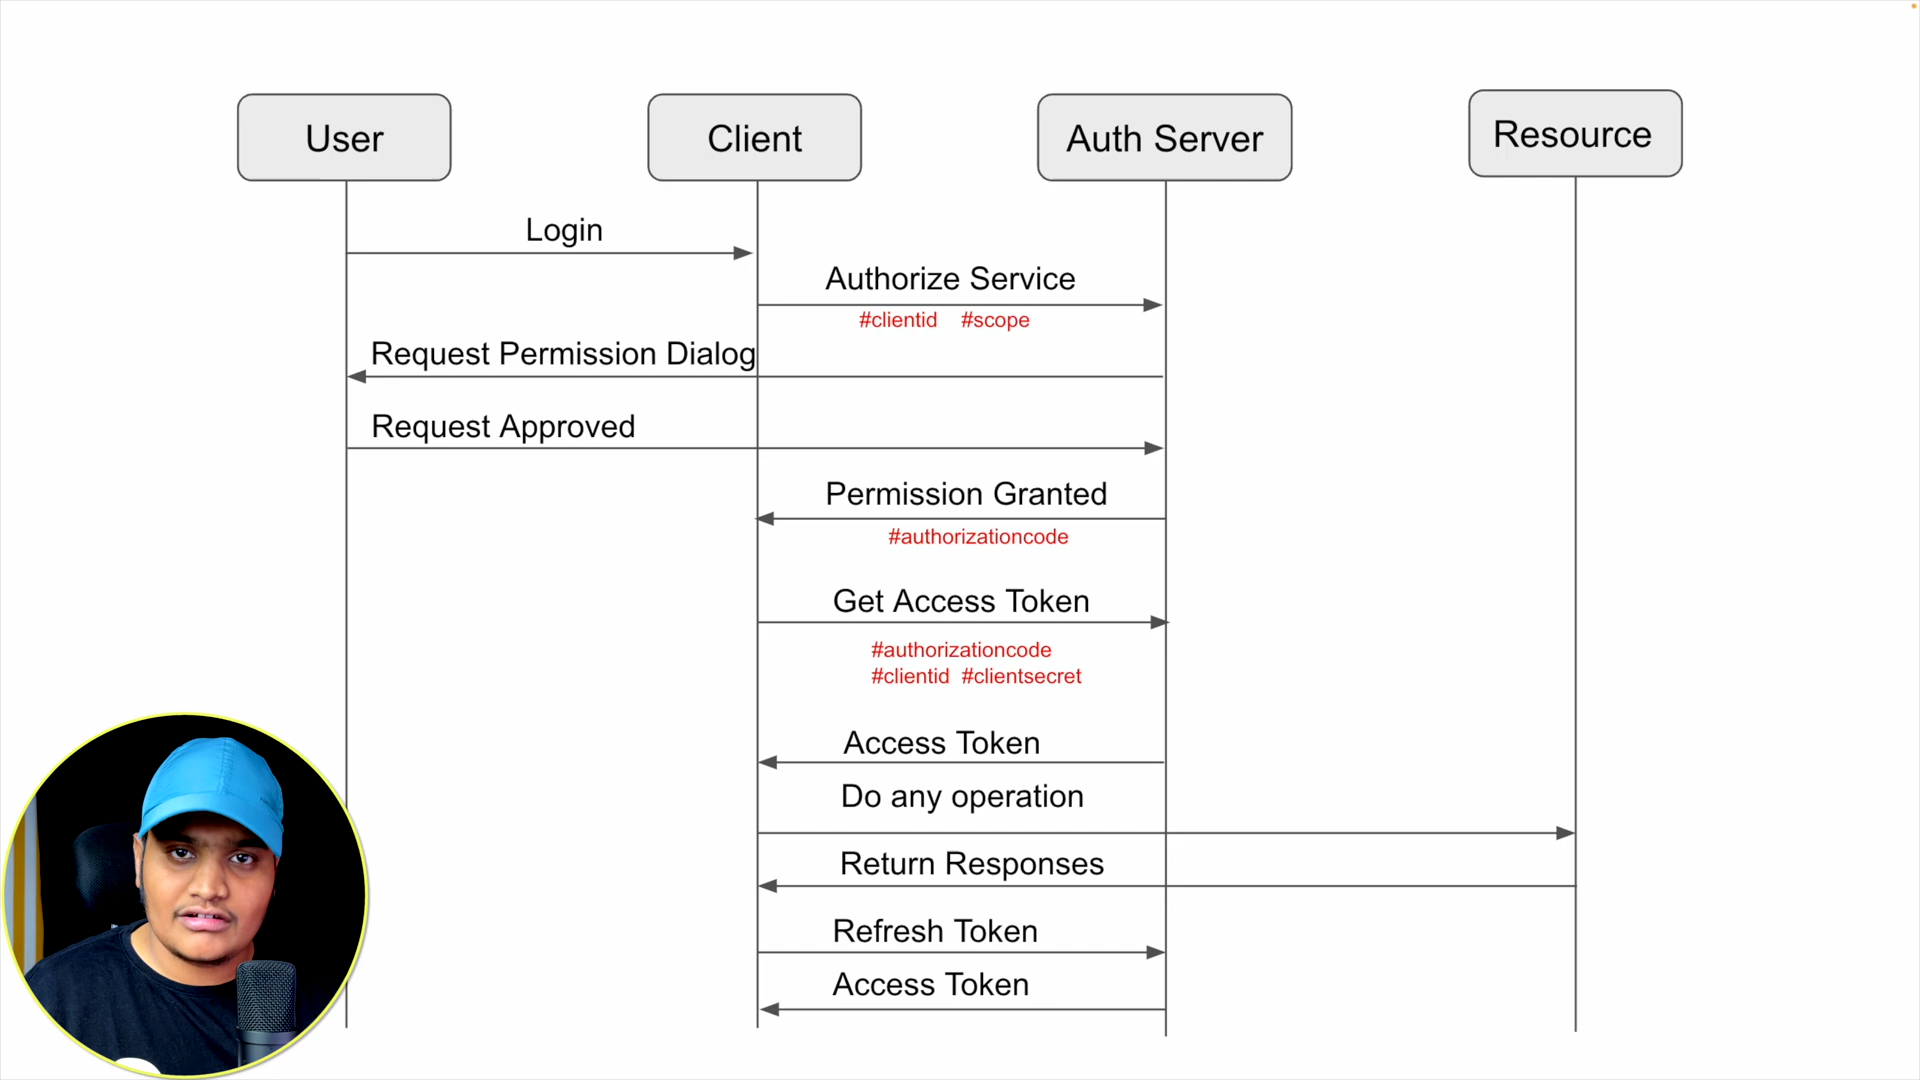 User
Client
Auth Server
Resource
Login
Authorize Service
#clientid #scope
Request Permission Dialog
Request Approved
Permission Granted
#authorizationcode
Get Access Token
#authorizationcode
#clientid #clientsecret
Access Token
Do any operation
Return Responses
Refresh Token
Access Token